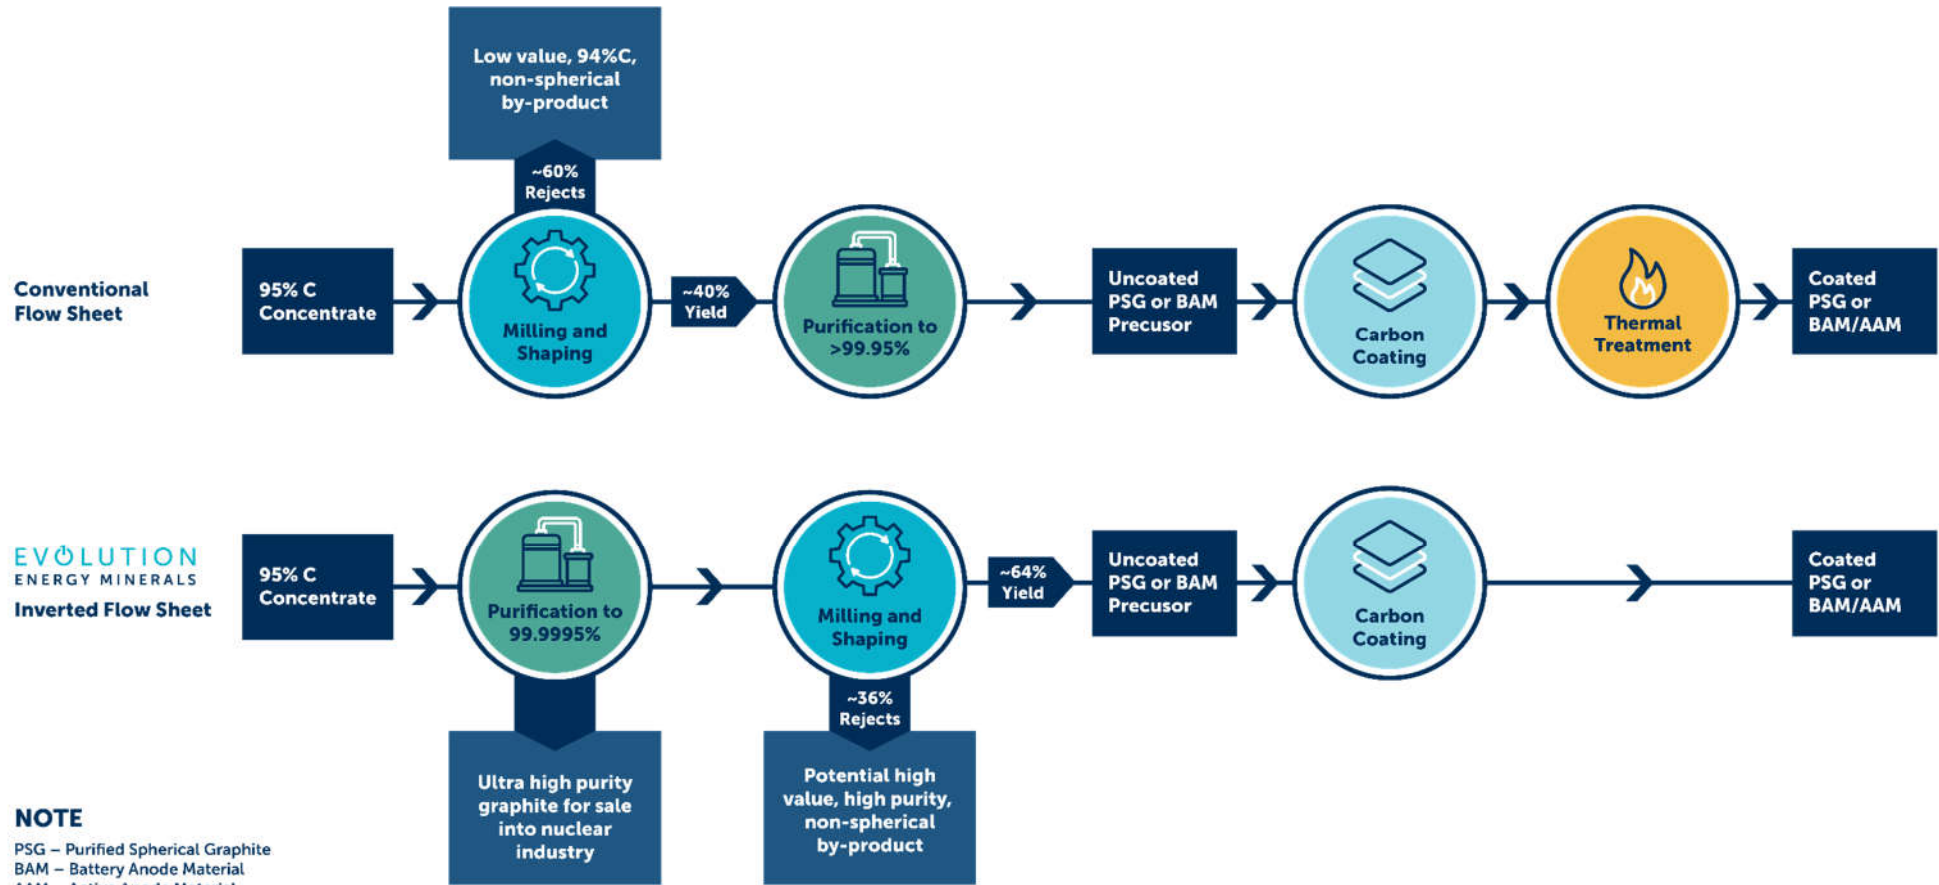 Low value, 94%C,
non-spherical
by-product
~60%
Rejects
Conventional
Flow Sheet
95% C
Concentrate
Milling and
Shaping
~40%
Yield
Purification to
>99.95%
Uncoated
PSG or BAM
Precusor
Carbon
Coating
Thermal
Treatment
Coated
PSG or
BAM/AAM
EVOLUTION
ENERGY MINERALS
Inverted Flow Sheet
95% C
Concentrate
Purification to
99.9995%
Milling and
Shaping
~64%
Yield
Uncoated
PSG or BAM
Precusor
Carbon
Coating
Coated
PSG or
BAM/AAM
~36%
Rejects
Ultra high purity
graphite for sale
into nuclear
industry
Potential high
value, high purity,
non-spherical
by-product
NOTE
PSG – Purified Spherical Graphite
BAM – Battery Anode Material
AAM – Active Anode Material